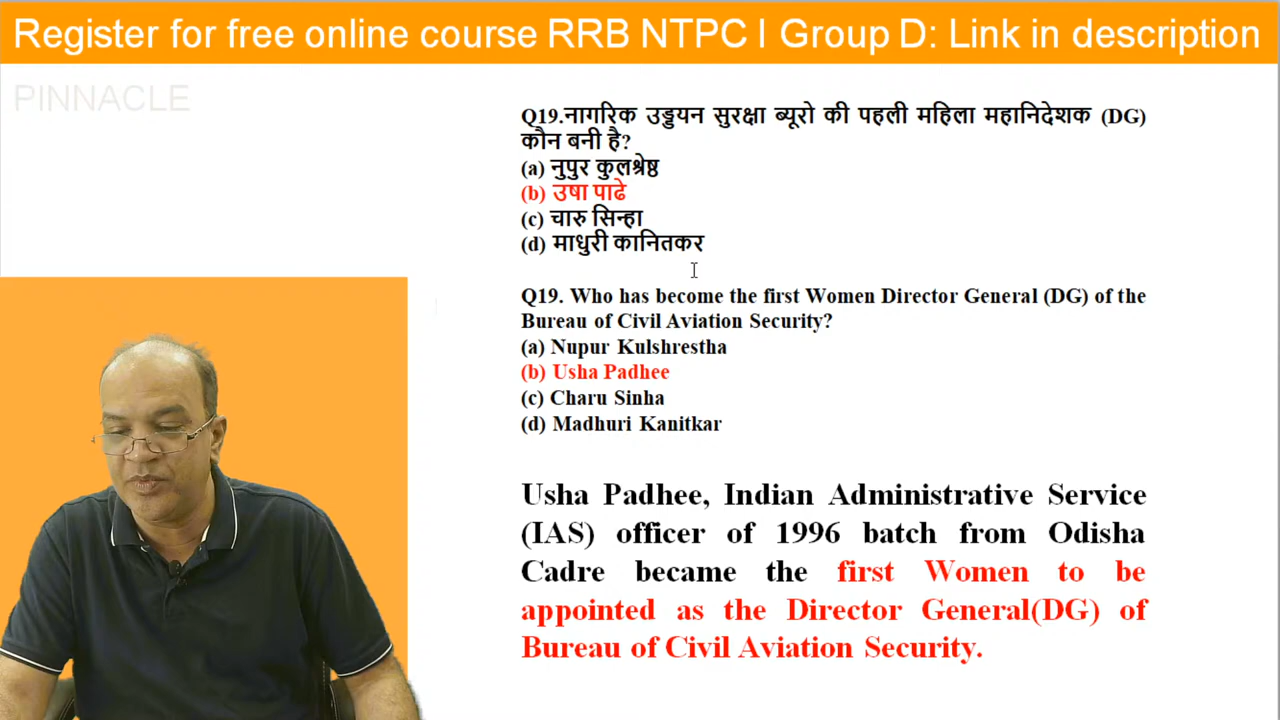 Register for free online course RRB NTPC I Group D: Link in description
PINNACLE
Q19.नागरिक उड्डयन सुरक्षा ब्यूरो की पहली महिला महानिदेशक (DG)
कौन बनी है?
(a) नुपुर कुलश्रेष्ठ
(b) उषा पाढे
(c) चारु सिन्हा
(d) माधुरी कानितकर
Q19. Who has become the first Women Director General (DG) of the
Bureau of Civil Aviation Security?
(a) Nupur Kulshrestha
(b) Usha Padhee
(c) Charu Sinha
(d) Madhuri Kanitkar
Usha Padhee, Indian Administrative Service
(IAS) officer of 1996 batch from Odisha
Cadre became the first Women to be
appointed as the Director General(DG) of
Bureau of Civil Aviation Security.